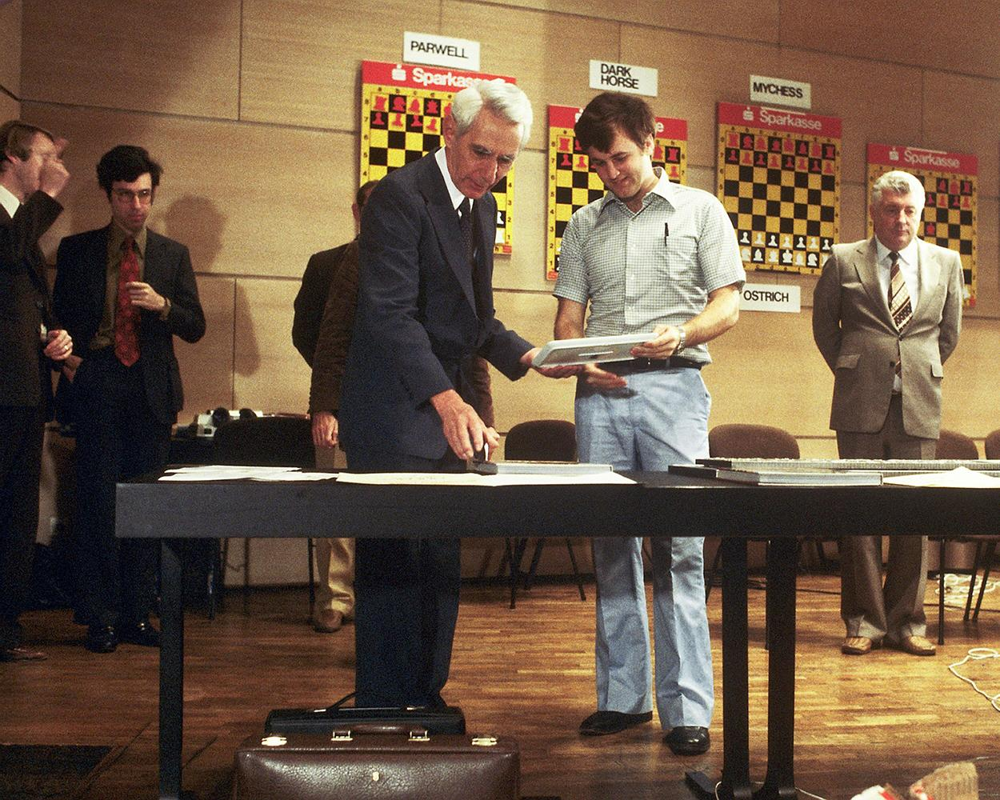 PARWELL
Sparkasse
DARK
HORSE
MYCHESS
Sparkasse
Sparkasse
OSTRICH